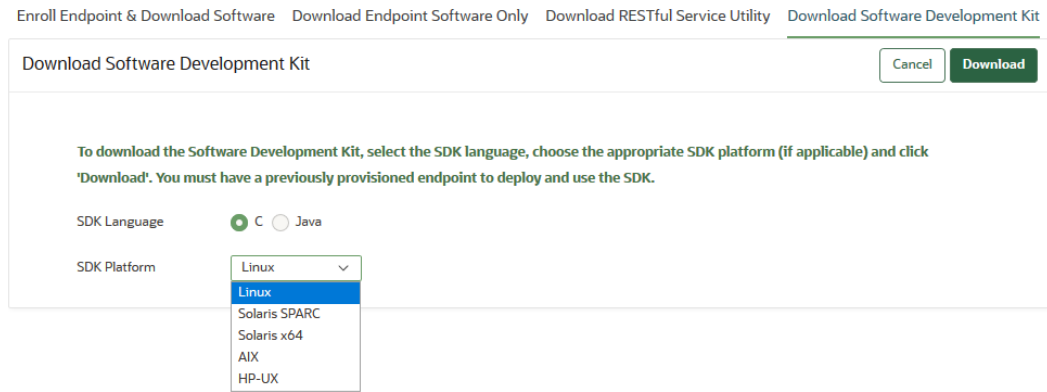 Enroll Endpoint & Download Software Download Endpoint Software Only Download RESTful Service Utility Download Software Development Kit
Download Software Development Kit Cancel Download
To download the Software Development Kit, select the SDK language, choose the appropriate SDK platform (if applicable) and click
'Download'. You must have a previously provisioned endpoint to deploy and use the SDK.
SDK Language C Java
SDK Platform Linux
Linux
Solaris SPARC
Solaris x64
AIX
HP-UX